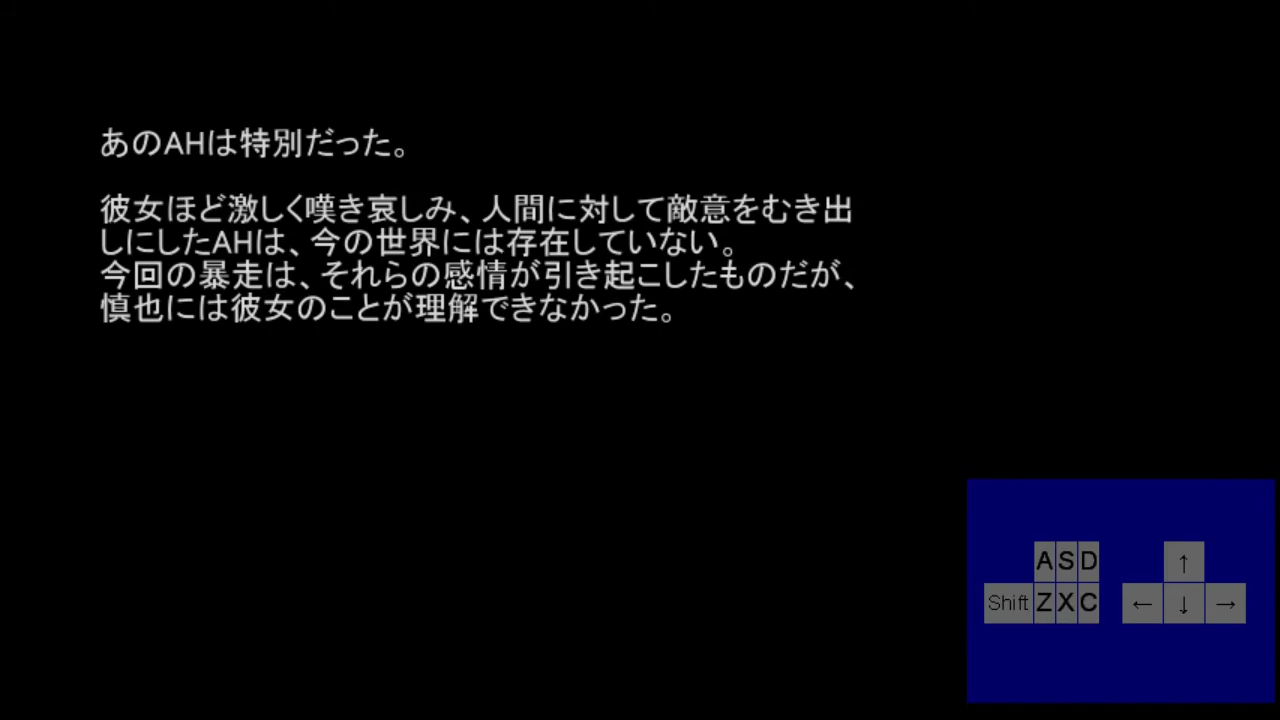 あのAHは特別だった。
彼女ほど激しく嘆き哀しみ、人間に対して敵意をむき出
しにしたAHは、今の世界には存在していない。
今回の暴走は、それらの感情が引き起こしたものだが、
慎也には彼女のことが理解できなかった。
A S D ↑
Shift Z X C ← ↓ →